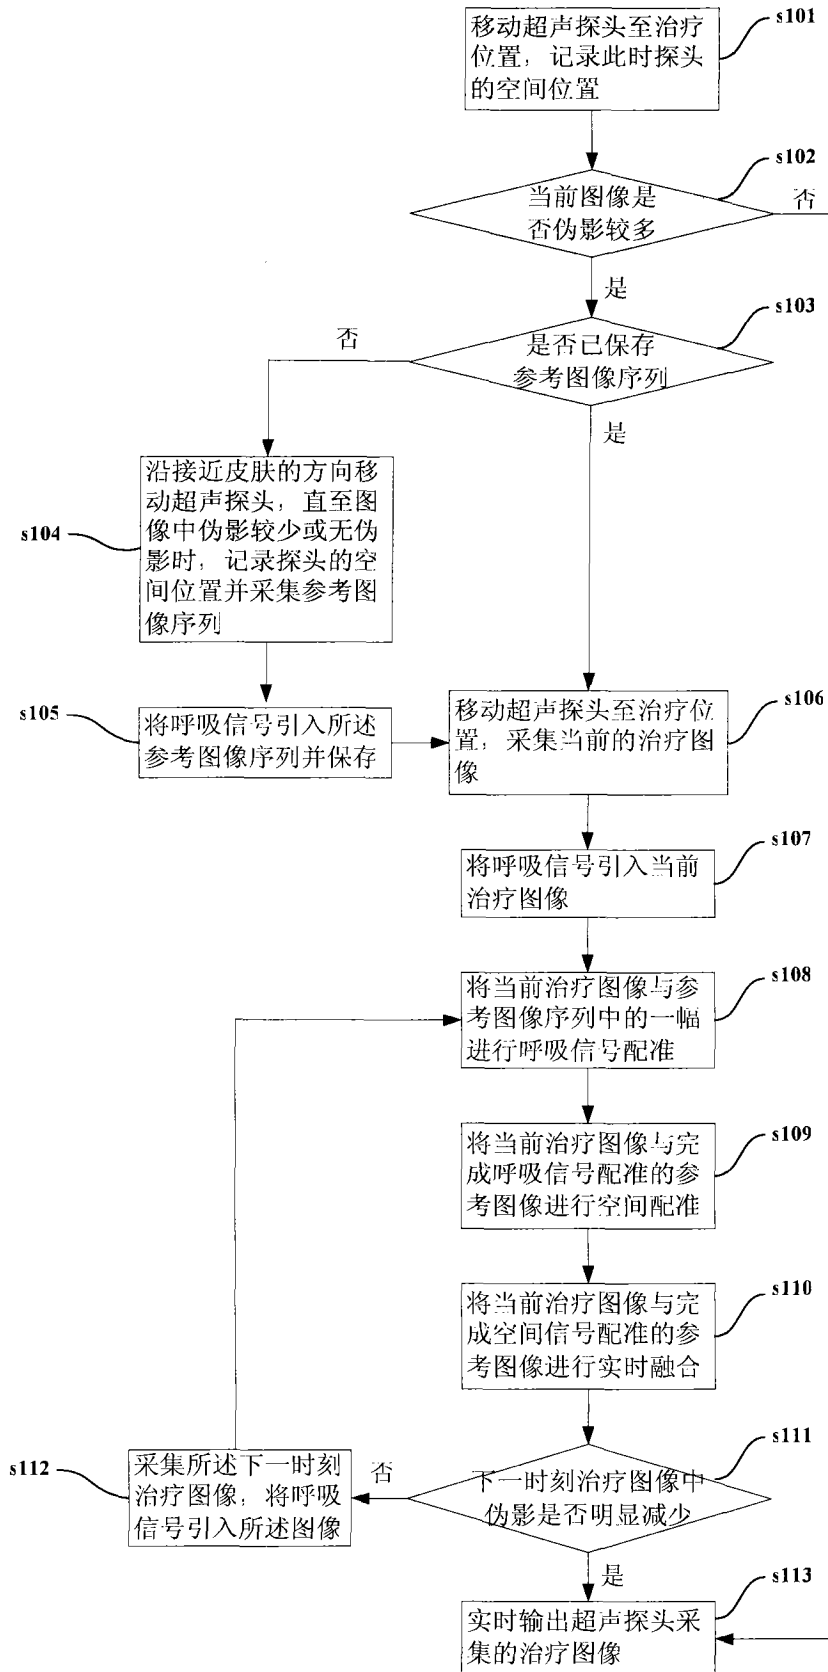 s101
移动超声探头至治疗
位置，记录此时探头
的空间位置
s102
当前图像是
否伪影较多
否
是
s103
是否已保存
参考图像序列
否
是
s104
沿接近皮肤的方向移
动超声探头，直至图
像中伪影较少或无伪
影时，记录探头的空
间位置并采集参考图
像序列
s105
将呼吸信号引入所述
参考图像序列并保存
s106
移动超声探头至治疗位
置，采集当前的治疗图
像
s107
将呼吸信号引入当前
治疗图像
s108
将当前治疗图像与参
考图像序列中的一幅
进行呼吸信号配准
s109
将当前治疗图像与完
成呼吸信号配准的参
考图像进行空间配准
s110
将当前治疗图像与完
成空间信号配准的参
考图像进行实时融合
s111
下一时刻治疗图像中
伪影是否明显减少
否
是
s112
采集所述下一时刻
治疗图像，将呼吸
信号引入所述图像
s113
实时输出超声探头采
集的治疗图像